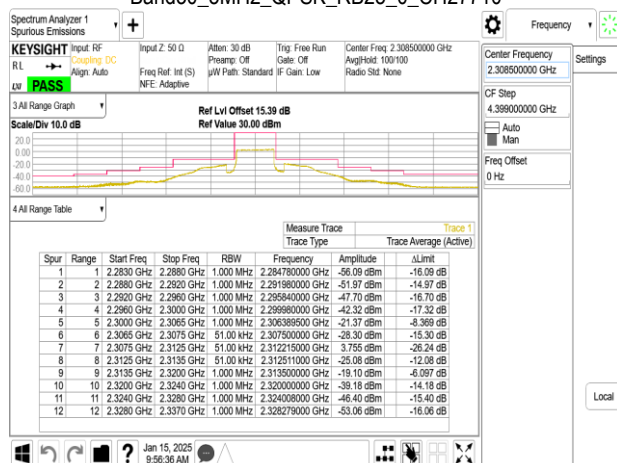 Band30_5MHz_QPSK_RB25_0_CH27710
Spectrum Analyzer 1
Spurious Emissions
+
Frequency
KEYSIGHT Input: RF Input Z: 50 Ω Atten: 30 dB Trig: Free Run Center Freq: 2.308500000 GHz
RL Coupling: DC Preamp: Off Gate: Off Avg|Hold: 100/100
Align: Auto Freq Ref: Int (S) µW Path: Standard IF Gain: Low Radio Std: None
LXI PASS NFE: Adaptive
Center Frequency
2.308500000 GHz
Settings
CF Step
4.399000000 GHz
Auto
Man
Freq Offset
0 Hz
3 All Range Graph
Ref Lvl Offset 15.39 dB
Scale/Div 10.0 dB Ref Value 30.00 dBm
20.0
0.00
-20.0
-40.0
-60.0
4 All Range Table
Measure Trace Trace 1
Trace Type Trace Average (Active)
Spur Range Start Freq Stop Freq RBW Frequency Amplitude ΔLimit
1 1 2.2830 GHz 2.2880 GHz 1.000 MHz 2.284780000 GHz -56.09 dBm -16.09 dB
2 2 2.2880 GHz 2.2920 GHz 1.000 MHz 2.291980000 GHz -51.97 dBm -14.97 dB
3 3 2.2920 GHz 2.2960 GHz 1.000 MHz 2.295840000 GHz -47.70 dBm -16.70 dB
4 4 2.2960 GHz 2.3000 GHz 1.000 MHz 2.299980000 GHz -42.32 dBm -17.32 dB
5 5 2.3000 GHz 2.3065 GHz 1.000 MHz 2.306389500 GHz -21.37 dBm -8.369 dB
6 6 2.3065 GHz 2.3075 GHz 51.00 kHz 2.307500000 GHz -28.30 dBm -15.30 dB
7 7 2.3075 GHz 2.3125 GHz 51.00 kHz 2.312215000 GHz 3.755 dBm -26.24 dB
8 8 2.3125 GHz 2.3135 GHz 51.00 kHz 2.312511000 GHz -25.08 dBm -12.08 dB
9 9 2.3135 GHz 2.3200 GHz 1.000 MHz 2.313500000 GHz -19.10 dBm -6.097 dB
10 10 2.3200 GHz 2.3240 GHz 1.000 MHz 2.320000000 GHz -39.18 dBm -14.18 dB
11 11 2.3240 GHz 2.3280 GHz 1.000 MHz 2.324008000 GHz -46.40 dBm -15.40 dB
12 12 2.3280 GHz 2.3370 GHz 1.000 MHz 2.328279000 GHz -53.06 dBm -16.06 dB
Local
? Jan 15, 2025
9:56:36 AM